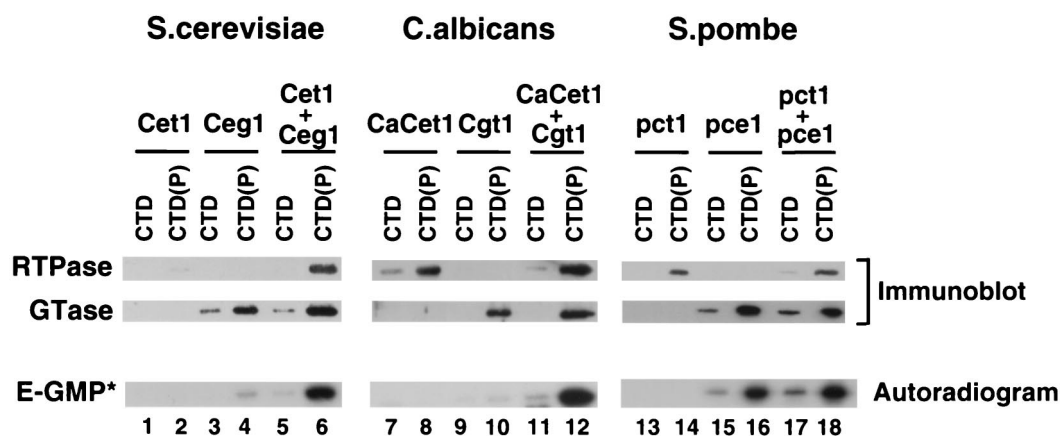 S.cerevisiae C.albicans S.pombe
Cet1 Ceg1 Cet1 + Ceg1 CaCet1 Cgt1 CaCet1 + Cgt1 pct1 pce1 pct1 + pce1
CTD CTD(P) CTD CTD(P) CTD CTD(P) CTD CTD(P) CTD CTD(P) CTD CTD(P) CTD CTD(P) CTD CTD(P) CTD CTD(P)
RTPase
GTase
Immunoblot
E-GMP* Autoradiogram
1 2 3 4 5 6 7 8 9 10 11 12 13 14 15 16 17 18